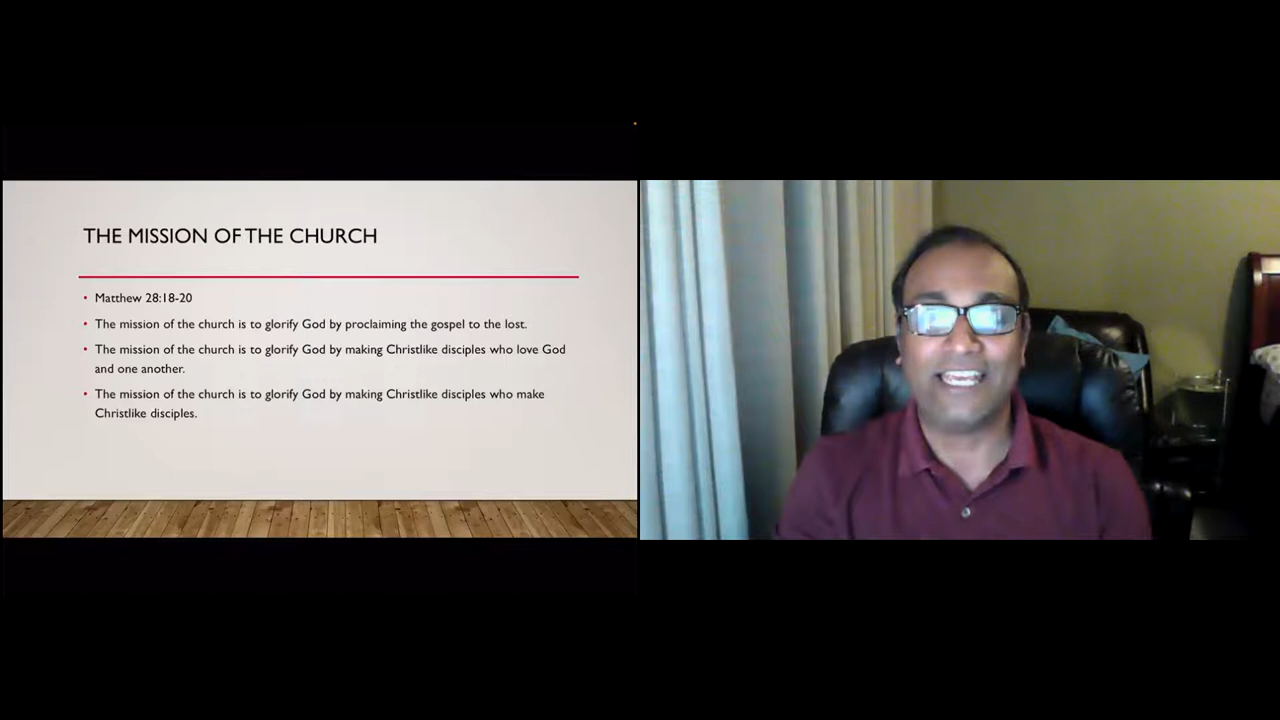 THE MISSION OF THE CHURCH
• Matthew 28:18-20
• The mission of the church is to glorify God by proclaiming the gospel to the lost.
• The mission of the church is to glorify God by making Christlike disciples who love God
and one another.
• The mission of the church is to glorify God by making Christlike disciples who make
Christlike disciples.